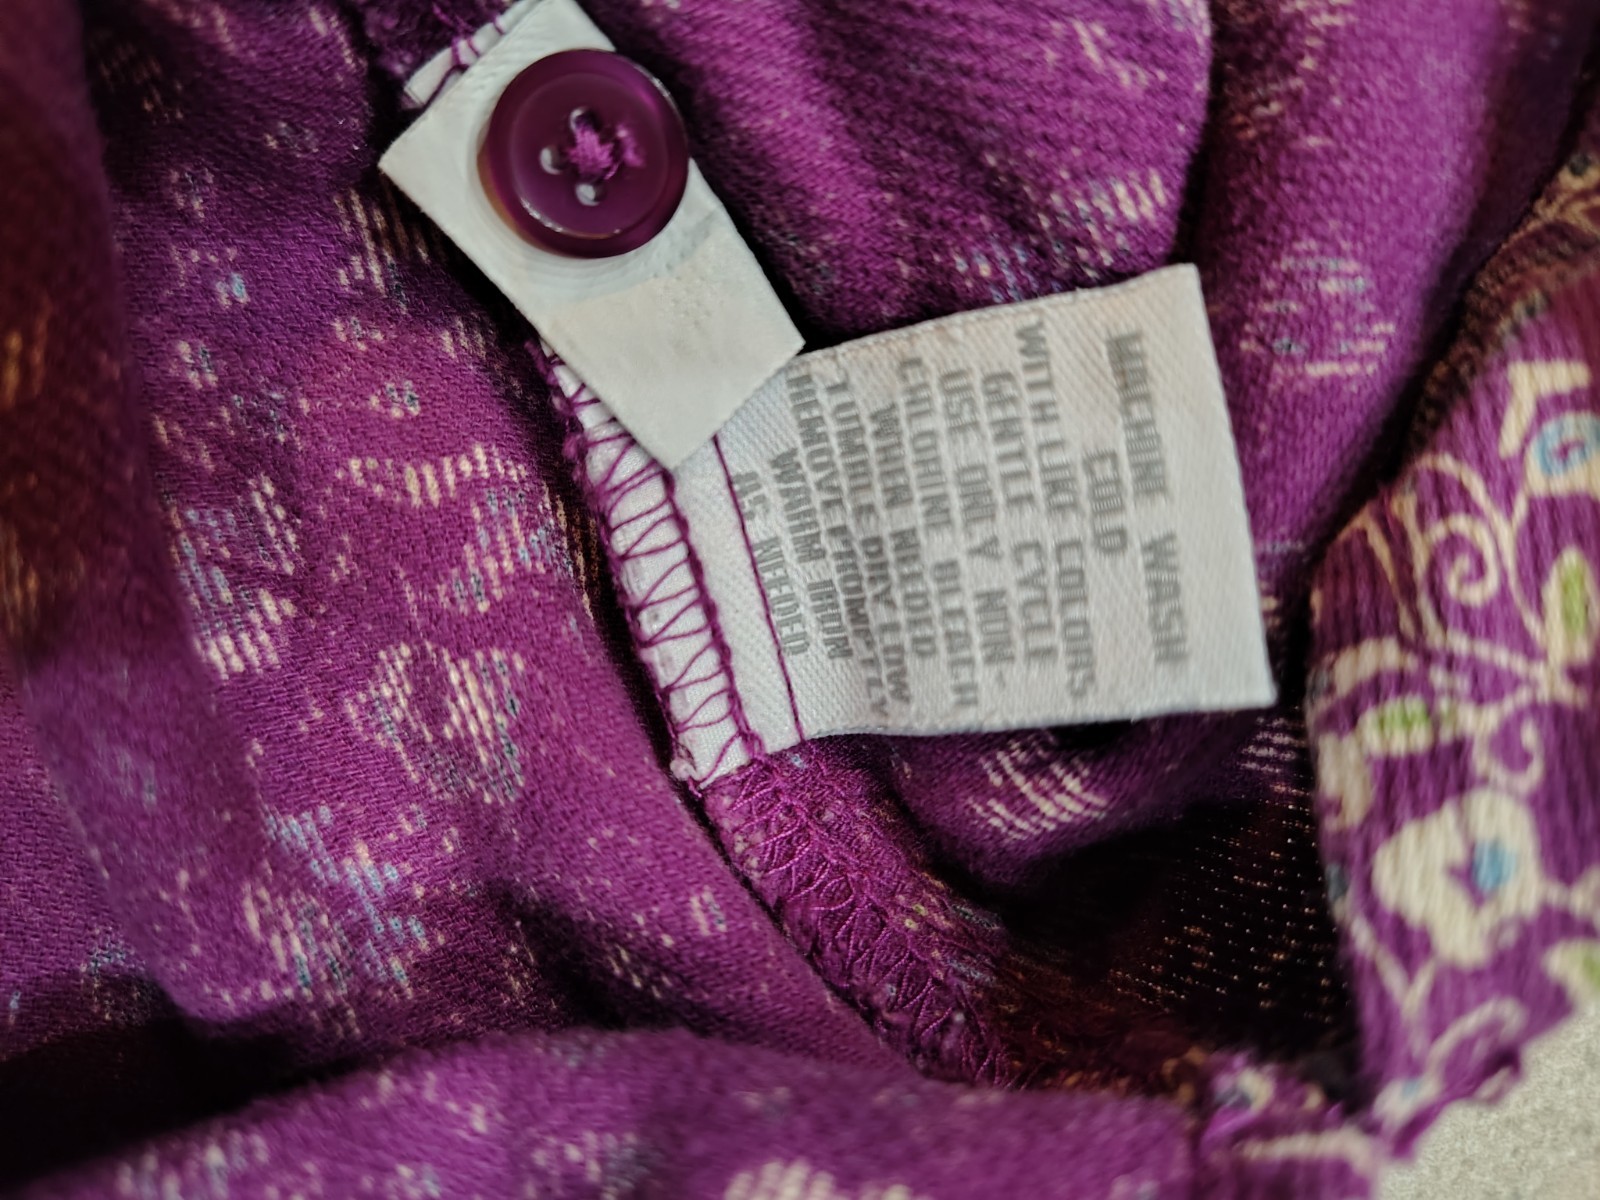 MACHINE WASH
COLD
WITH LIKE COLORS
GENTLE CYCLE
USE ONLY NON-
CHLORINE BLEACH
WHEN NEEDED
TUMBLE DRY LOW
REMOVE PROMPTLY
WARM IRON
AS NEEDED